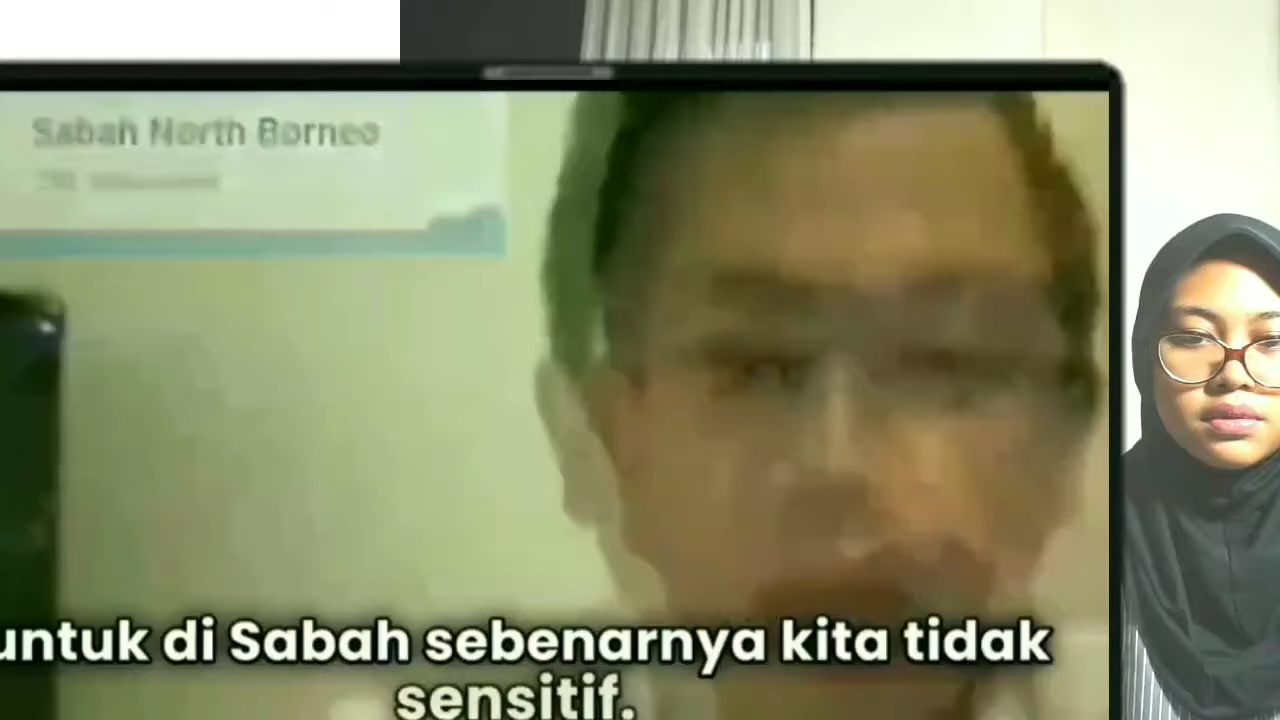 Sabah North Borneo
untuk di Sabah sebenarnya kita tidak
sensitif.